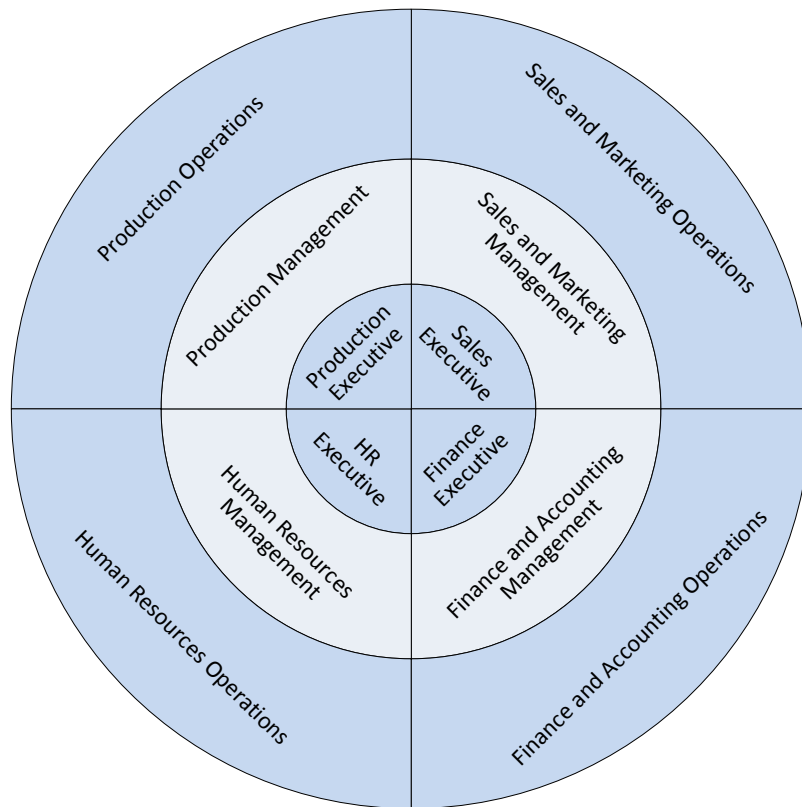 Production Operations
Sales and Marketing Operations
Production Management
Sales and Marketing
Management
Production
Executive
Sales
Executive
HR
Executive
Finance
Executive
Human Resources
Management
Finance and Accounting
Management
Human Resources Operations
Finance and Accounting Operations